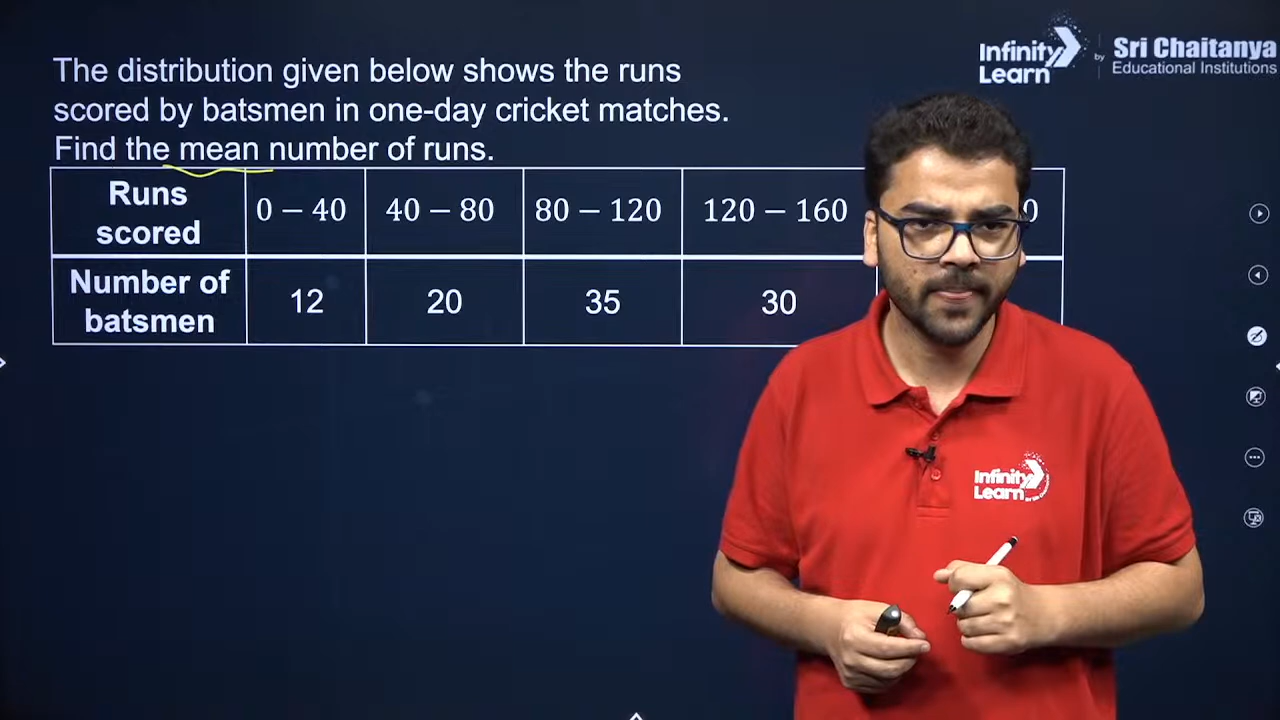 Infinity Learn by Sri Chaitanya Educational Institutions
The distribution given below shows the runs
scored by batsmen in one-day cricket matches.
Find the mean number of runs.
Runs scored 0 – 40 40 – 80 80 – 120 120 – 160 0
Number of batsmen 12 20 35 30
Infinity
Learn